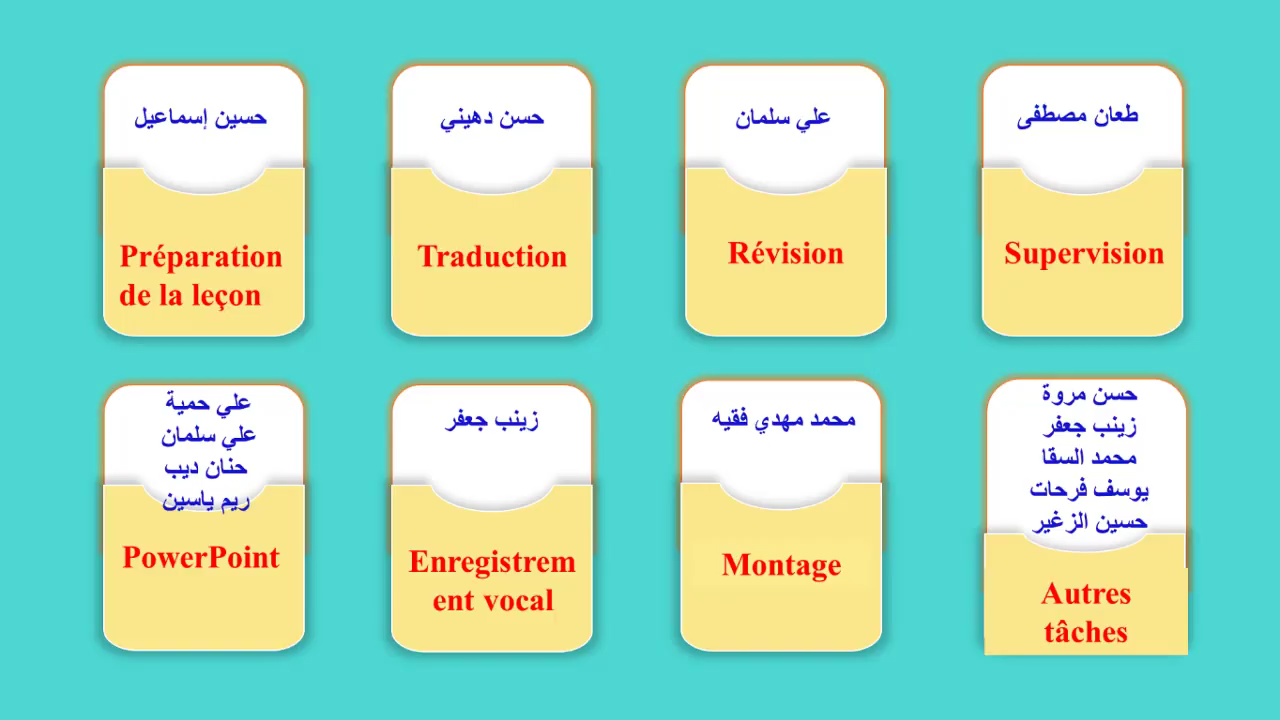 حسين إسماعيل
Préparation
de la leçon
حسن دهيني
Traduction
علي سلمان
Révision
طعان مصطفى
Supervision
علي حمية
علي سلمان
حنان ديب
ريم ياسين
PowerPoint
زينب جعفر
Enregistrem
ent vocal
محمد مهدي فقيه
Montage
حسن مروة
زينب جعفر
محمد السقا
يوسف فرحات
حسين الزغير
Autres
tâches